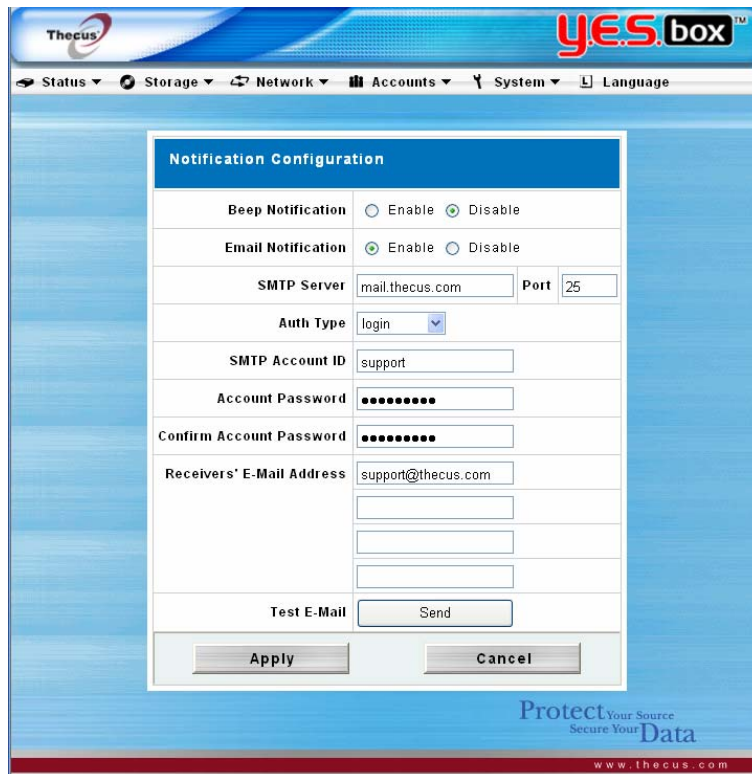 Thecus
Y.E.S.box™
Status Storage Network Accounts System L Language
Notification Configuration
Beep Notification Enable Disable
Email Notification Enable Disable
SMTP Server mail.thecus.com Port 25
Auth Type login
SMTP Account ID support
Account Password ●●●●●●●●●
Confirm Account Password ●●●●●●●●●
Receivers' E-Mail Address support@thecus.com
Test E-Mail Send
Apply Cancel
Protect Your Source
Secure Your Data
www.thecus.com